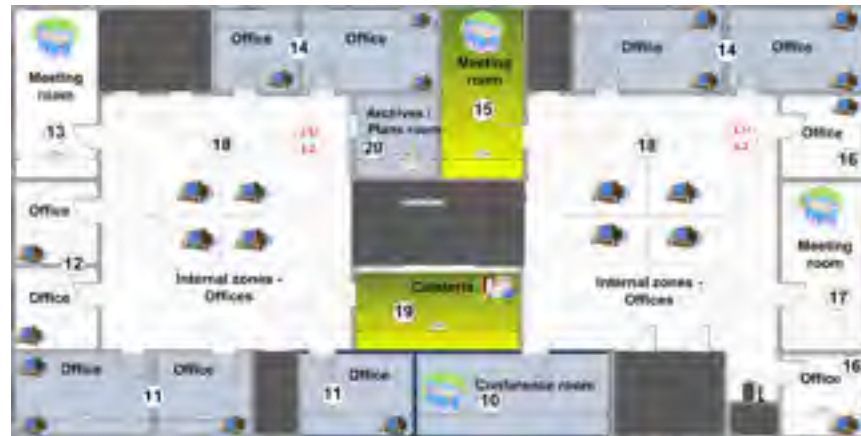 Office
14
Office
Meeting
room
13
18
Archives /
Plans room
20
Meeting
room
15
Office
14
Office
18
Office
16
Office
12
Office
Internal zones -
Offices
Cafeteria
19
Internal zones -
Offices
Meeting
room
17
Office
Office
11
Office
11
Conference room
10
16
Office